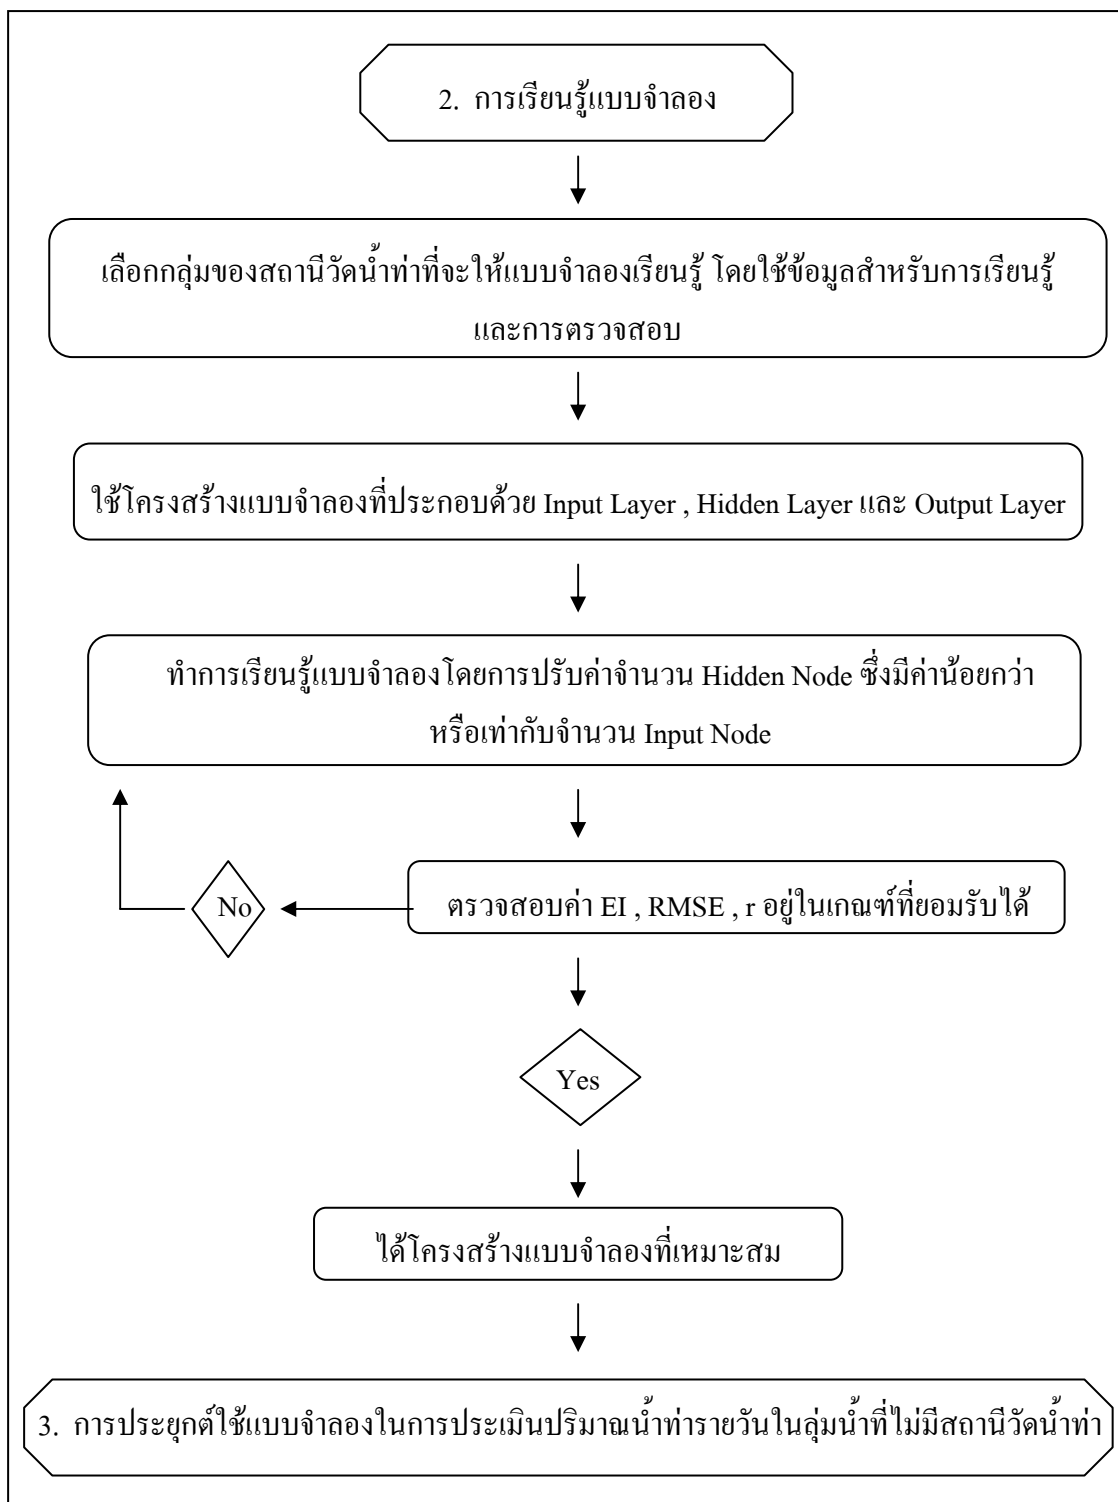 2. การเรียนรู้แบบจำลอง
เลือกกลุ่มของสถานีวัดน้ำท่าที่จะให้แบบจำลองเรียนรู้ โดยใช้ข้อมูลสำหรับการเรียนรู้
และการตรวจสอบ
ใช้โครงสร้างแบบจำลองที่ประกอบด้วย Input Layer , Hidden Layer และ Output Layer
ทำการเรียนรู้แบบจำลองโดยการปรับค่าจำนวน Hidden Node ซึ่งมีค่าน้อยกว่า
หรือเท่ากับจำนวน Input Node
No
ตรวจสอบค่า EI , RMSE , r อยู่ในเกณฑ์ที่ยอมรับได้
Yes
ได้โครงสร้างแบบจำลองที่เหมาะสม
3. การประยุกต์ใช้แบบจำลองในการประเมินปริมาณน้ำท่ารายวันในลุ่มน้ำที่ไม่มีสถานีวัดน้ำท่า